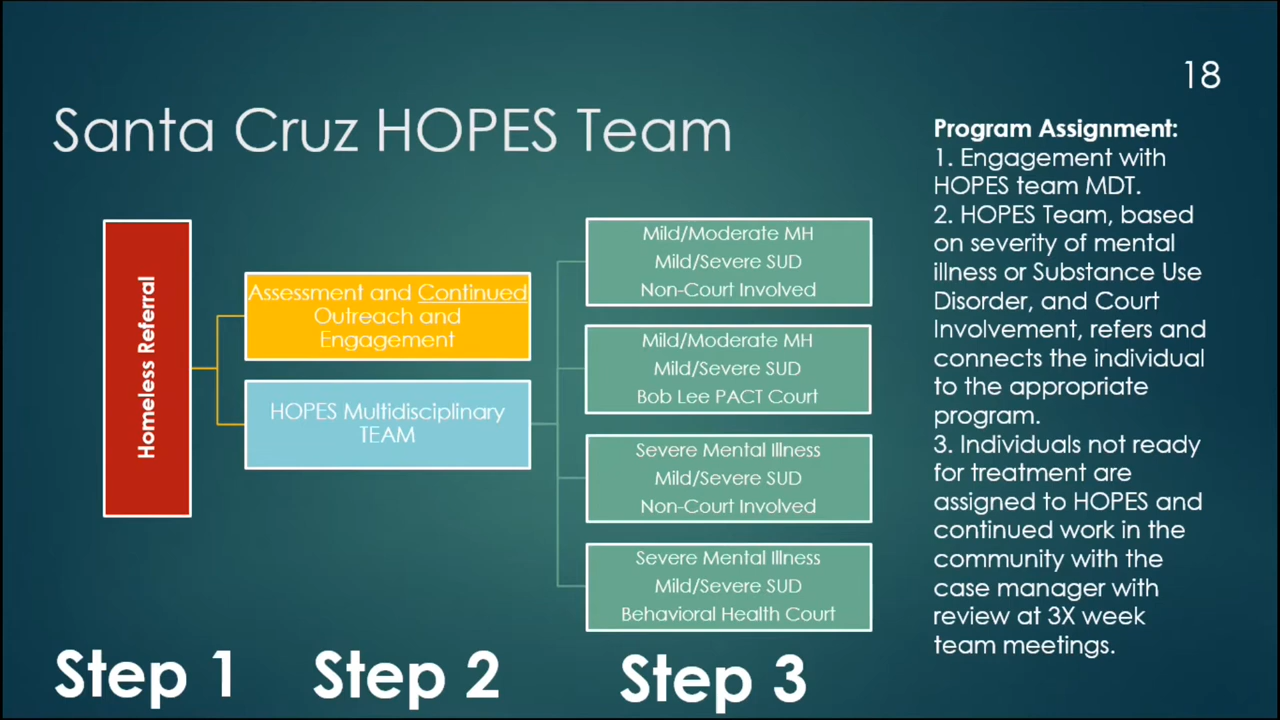 18
Santa Cruz HOPES Team
Homeless Referral
Assessment and Continued
Outreach and
Engagement
HOPES Multidisciplinary
TEAM
Mild/Moderate MH
Mild/Severe SUD
Non-Court Involved
Mild/Moderate MH
Mild/Severe SUD
Bob Lee PACT Court
Severe Mental Illness
Mild/Severe SUD
Non-Court Involved
Severe Mental Illness
Mild/Severe SUD
Behavioral Health Court
Program Assignment:
1. Engagement with
HOPES team MDT.
2. HOPES Team, based
on severity of mental
illness or Substance Use
Disorder, and Court
Involvement, refers and
connects the individual
to the appropriate
program.
3. Individuals not ready
for treatment are
assigned to HOPES and
continued work in the
community with the
case manager with
review at 3X week
team meetings.
Step 1
Step 2
Step 3